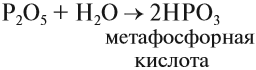 P₂O₅ + H₂O → 2HPO₃
метафосфорная
кислота